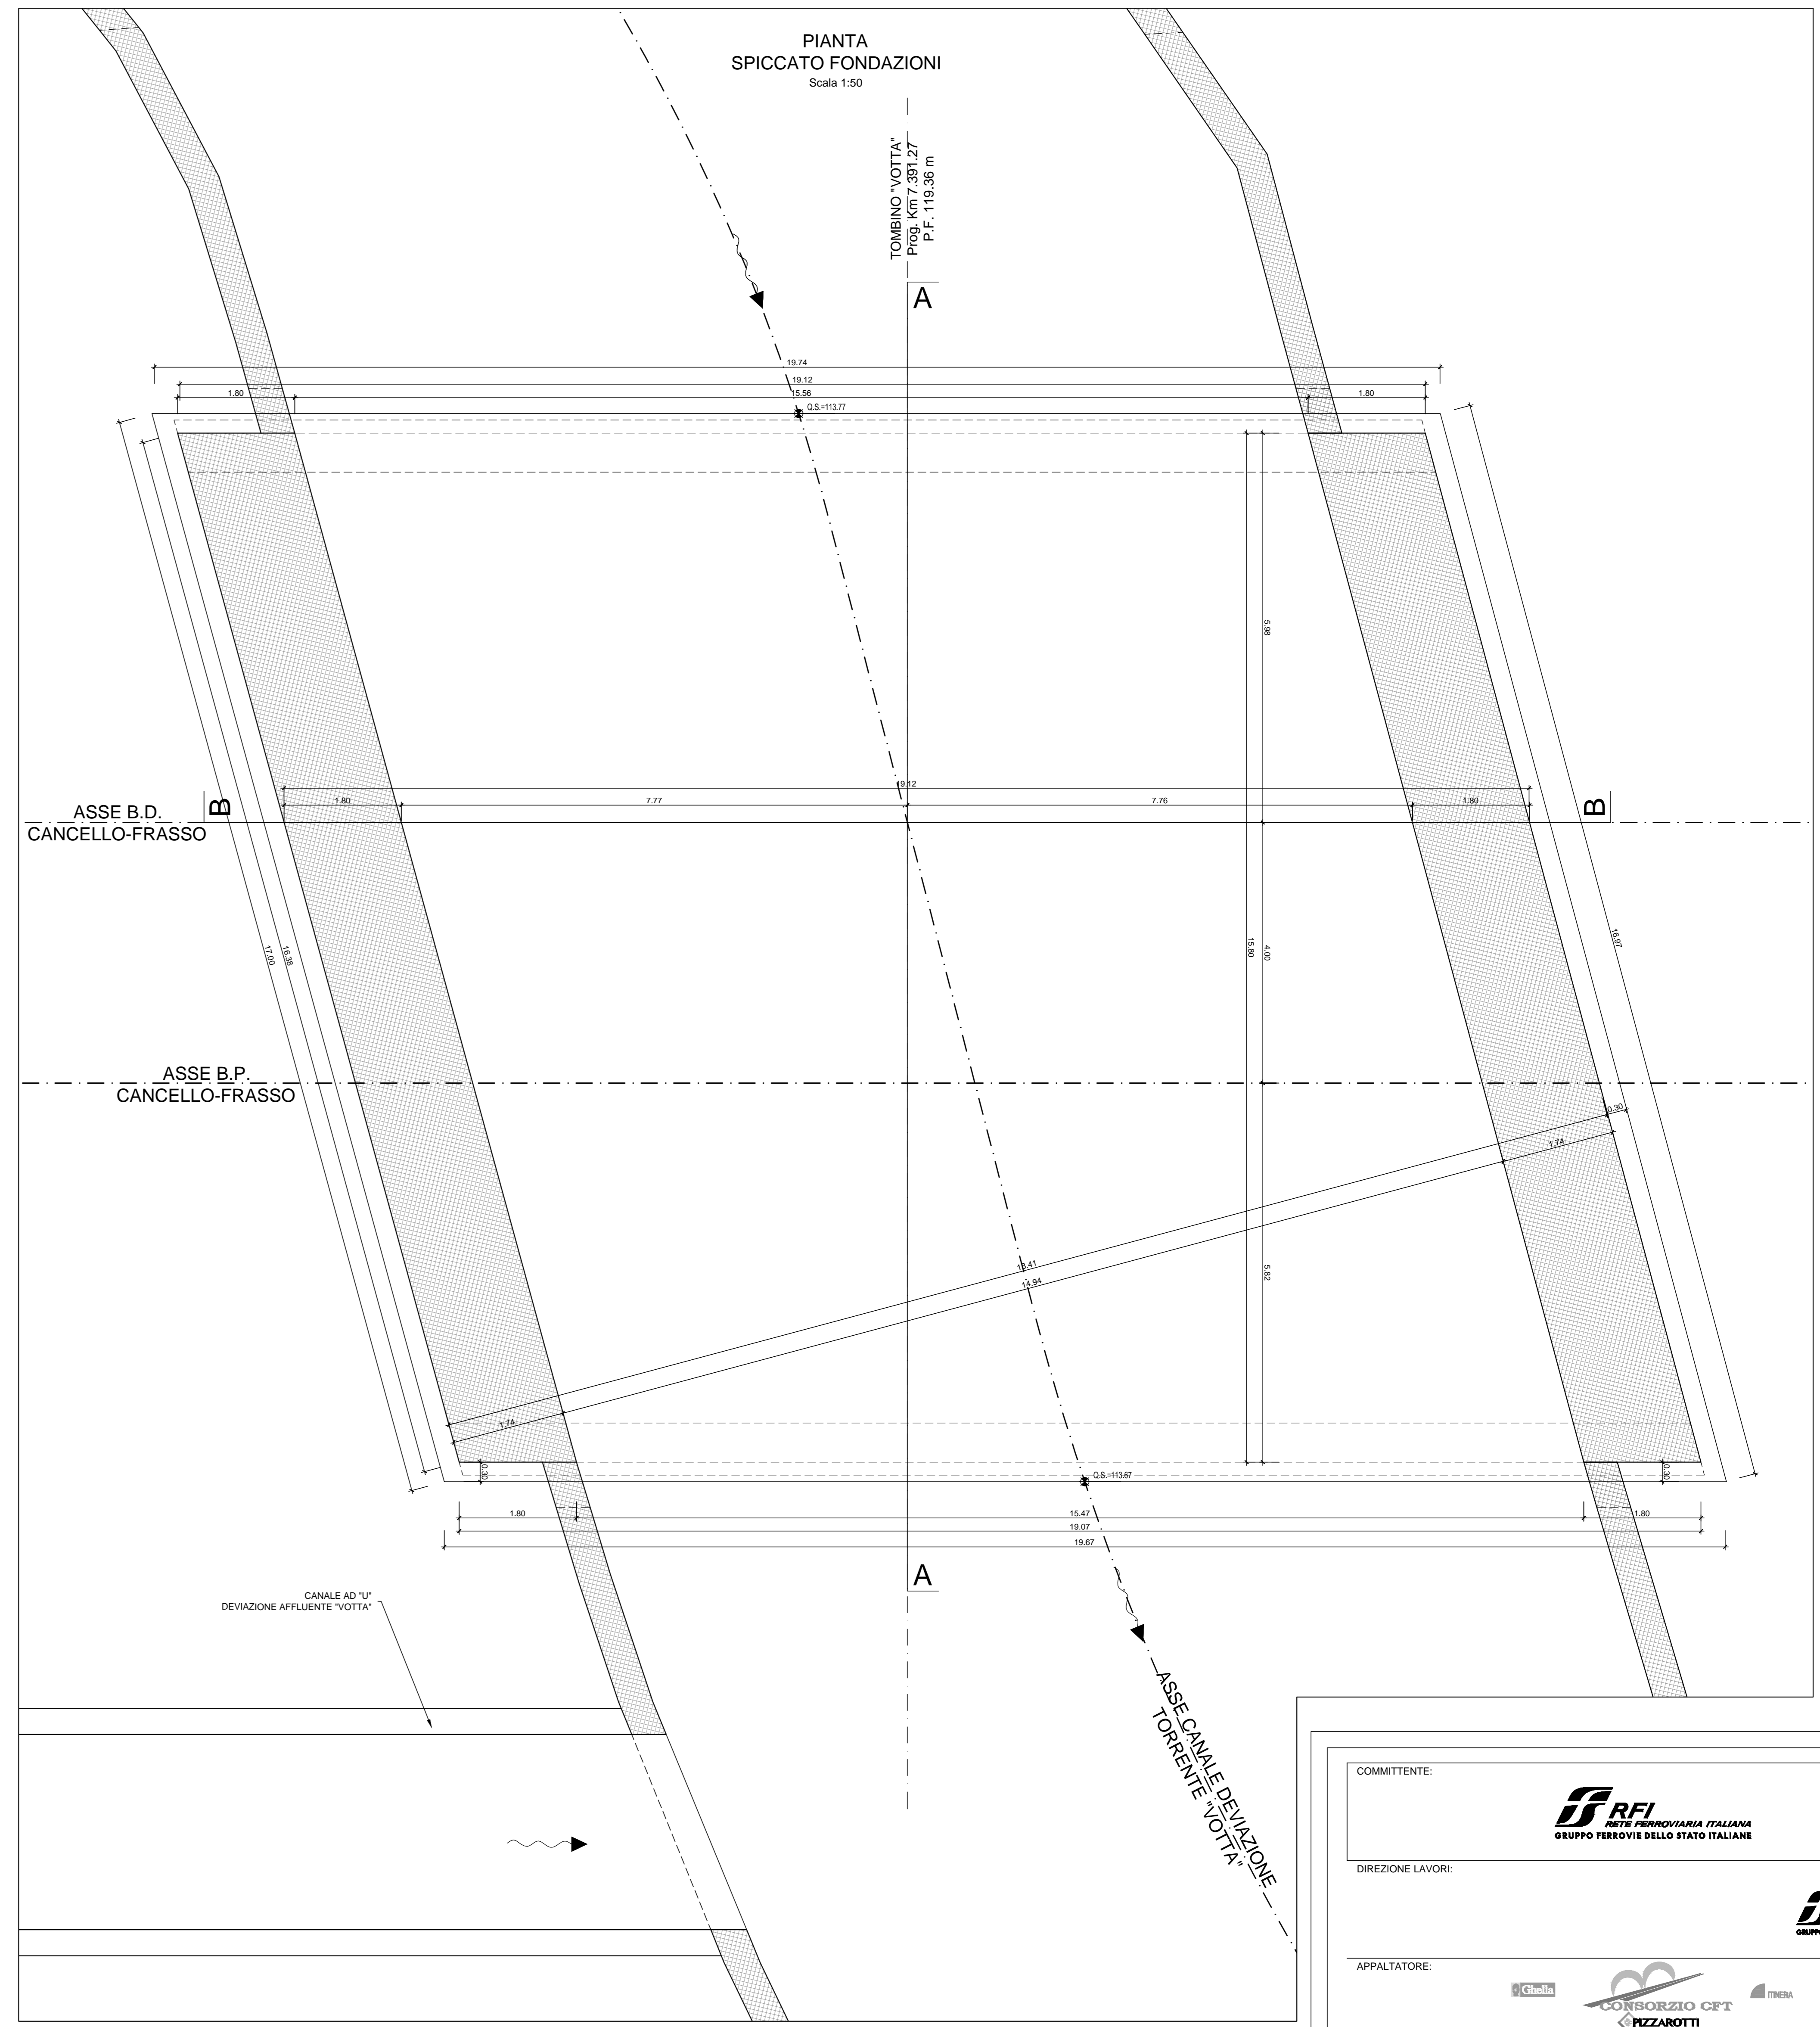 PIANTA
SPICCATO FONDAZIONI
Scala 1:50
TOMBINO "VOTTA"
Prog. Km 7.391.27
P.F. 119.36 m
A
19.74
19.12
1.80
15.56
1.80
Q.S.=113.77
5.98
19.12
1.80
7.77
7.76
1.80
ASSE B.D.
CANCELLO-FRASSO
B
B
17.00
16.38
15.80
4.00
16.97
ASSE B.P.
CANCELLO-FRASSO
0.30
1.74
18.41
14.94
5.82
1.74
0.30
Q.S.=113.67
0.30
1.80
15.47
1.80
19.07
19.67
A
CANALE AD "U"
DEVIAZIONE AFFLUENTE "VOTTA"
ASSE CANALE DEVIAZIONE
TORRENTE "VOTTA"
COMMITTENTE:
RFI
RETE FERROVIARIA ITALIANA
GRUPPO FERROVIE DELLO STATO ITALIANE
DIREZIONE LAVORI:
APPALTATORE:
Ghella
CONSORZIO CFT
ITINERA
PIZZAROTTI